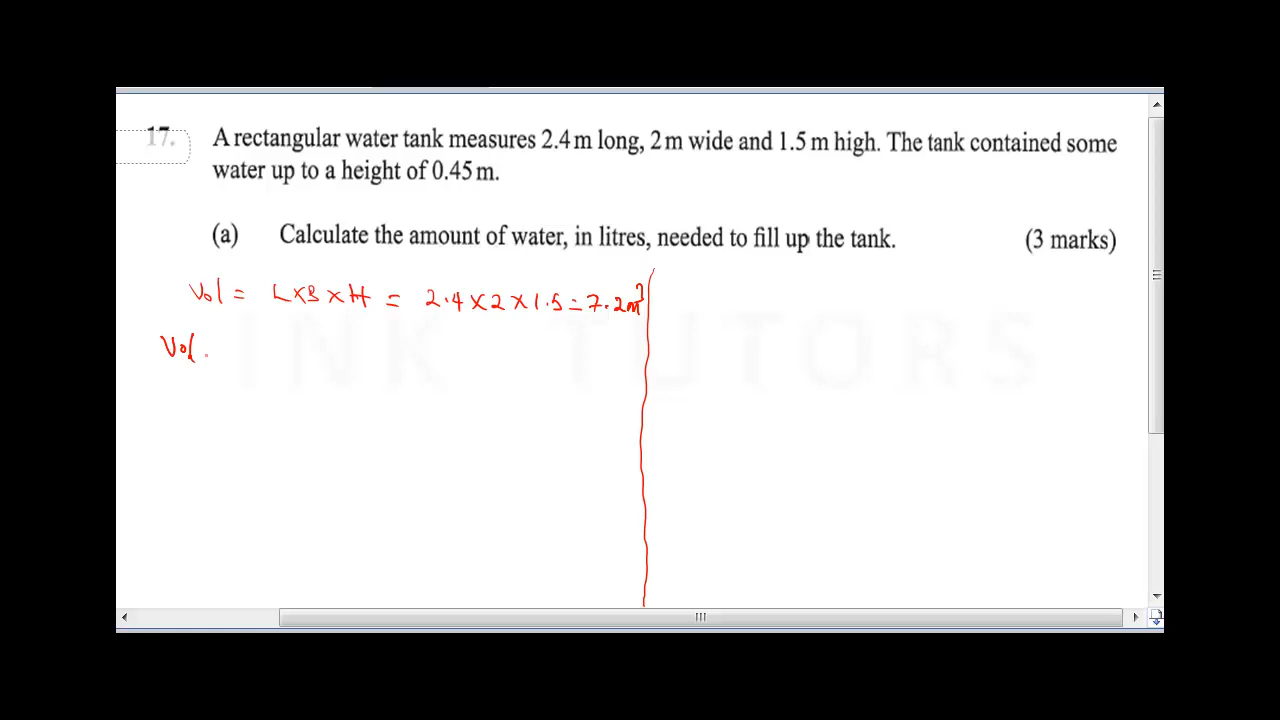 17. A rectangular water tank measures 2.4 m long, 2 m wide and 1.5 m high. The tank contained some
water up to a height of 0.45 m.
(a) Calculate the amount of water, in litres, needed to fill up the tank. (3 marks)
Vol = L×B×H = 2.4×2×1.5=7.2m³
Vol.
INK TUTORS